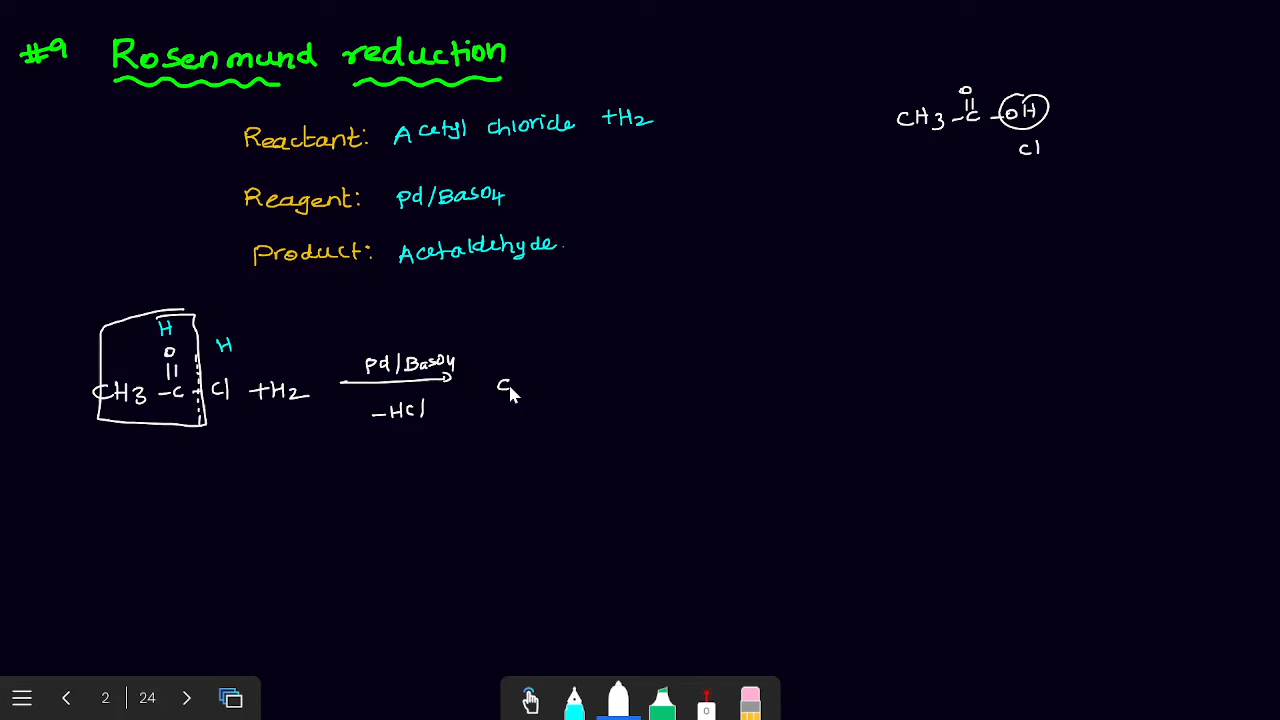 #9 Rosenmund reduction
Reactant: Acetyl chloride +H2
Reagent: Pd/BaSO4
Product: Acetaldehyde.
O
CH3 - C - OH
Cl
H
H
O
CH3 - C - Cl +H2
Pd/BaSO4
-HCl
C
2 | 24
0